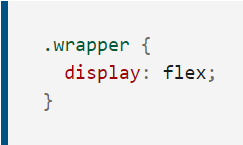 .wrapper {
  display: flex;
}